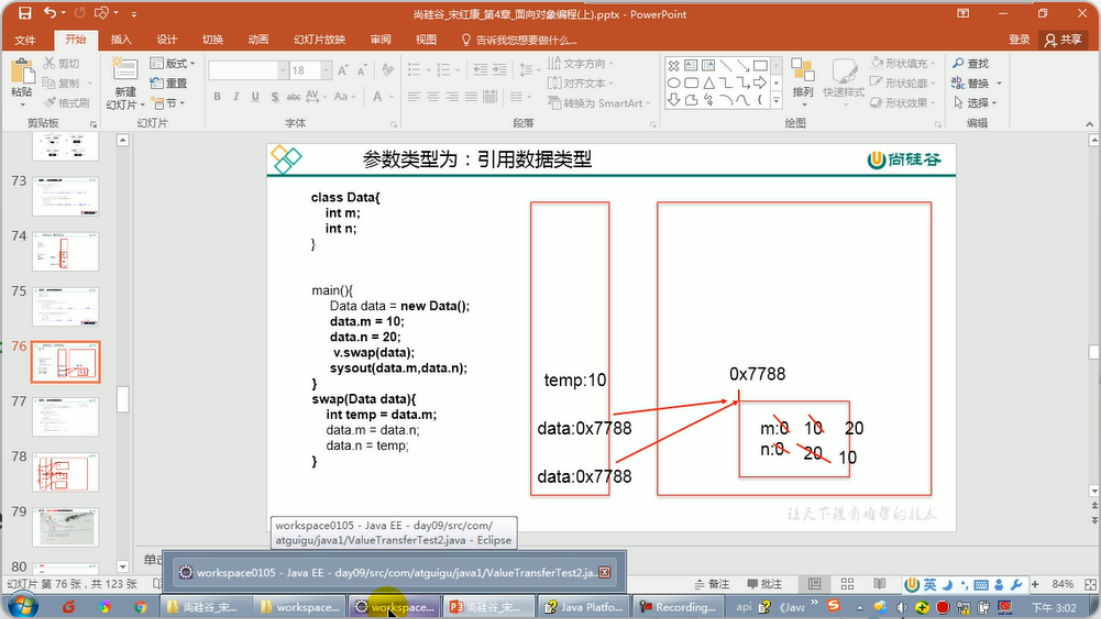 尚硅谷_宋红康_第4章_面向对象编程(上).pptx - PowerPoint
文件 开始 插入 设计 切换 动画 幻灯片放映 审阅 视图 告诉我您想要做什么... 登录 共享
粘贴
剪切
复制
格式刷
剪贴板
新建
幻灯片
版式
重置
节
幻灯片
18
B I U S abc AV Aa A
字体
文字方向
对齐文本
转换为 SmartArt
段落
排列
快速样式
形状填充
形状轮廓
形状效果
绘图
查找
替换
选择
编辑
73
74
75
76
77
78
79
80
参数类型为：引用数据类型
尚硅谷
class Data{
int m;
int n;
}
main(){
Data data = new Data();
data.m = 10;
data.n = 20;
v.swap(data);
sysout(data.m,data.n);
}
swap(Data data){
int temp = data.m;
data.m = data.n;
data.n = temp;
}
temp:10
data:0x7788
data:0x7788
0x7788
m:0 10 20
n:0 20 10
让天下没有难学的技术
workspace0105 - Java EE - day09/src/com/
atguigu/java1/ValueTransferTest2.java - Eclipse
单击
workspace0105 - Java EE - day09/src/com/atguigu/java1/ValueTransferTest2.ja...
幻灯片 第 76 张，共 123 张
备注 批注
英
84%
尚硅谷_宋... workspace... workspace... 尚硅谷_宋... Java Platfo... Recording... api 《Java
下午 3:02